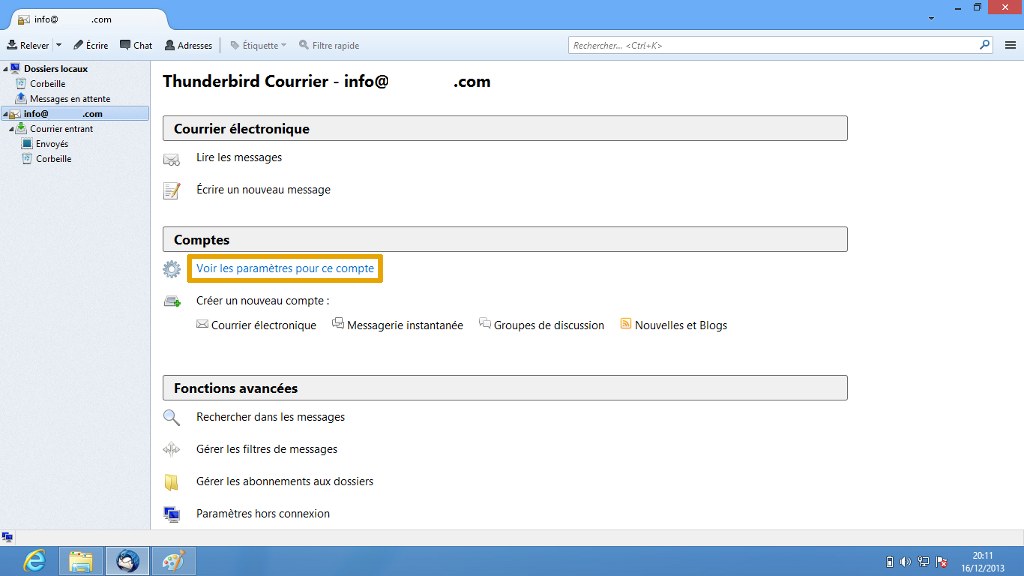 info@ .com
Relever Écrire Chat Adresses Étiquette Filtre rapide Rechercher... <Ctrl+K>
Dossiers locaux
Corbeille
Messages en attente
info@ .com
Courrier entrant
Envoyés
Corbeille
Thunderbird Courrier - info@ .com
Courrier électronique
Lire les messages
Écrire un nouveau message
Comptes
Voir les paramètres pour ce compte
Créer un nouveau compte :
Courrier électronique Messagerie instantanée Groupes de discussion Nouvelles et Blogs
Fonctions avancées
Rechercher dans les messages
Gérer les filtres de messages
Gérer les abonnements aux dossiers
Paramètres hors connexion
20:11
16/12/2013